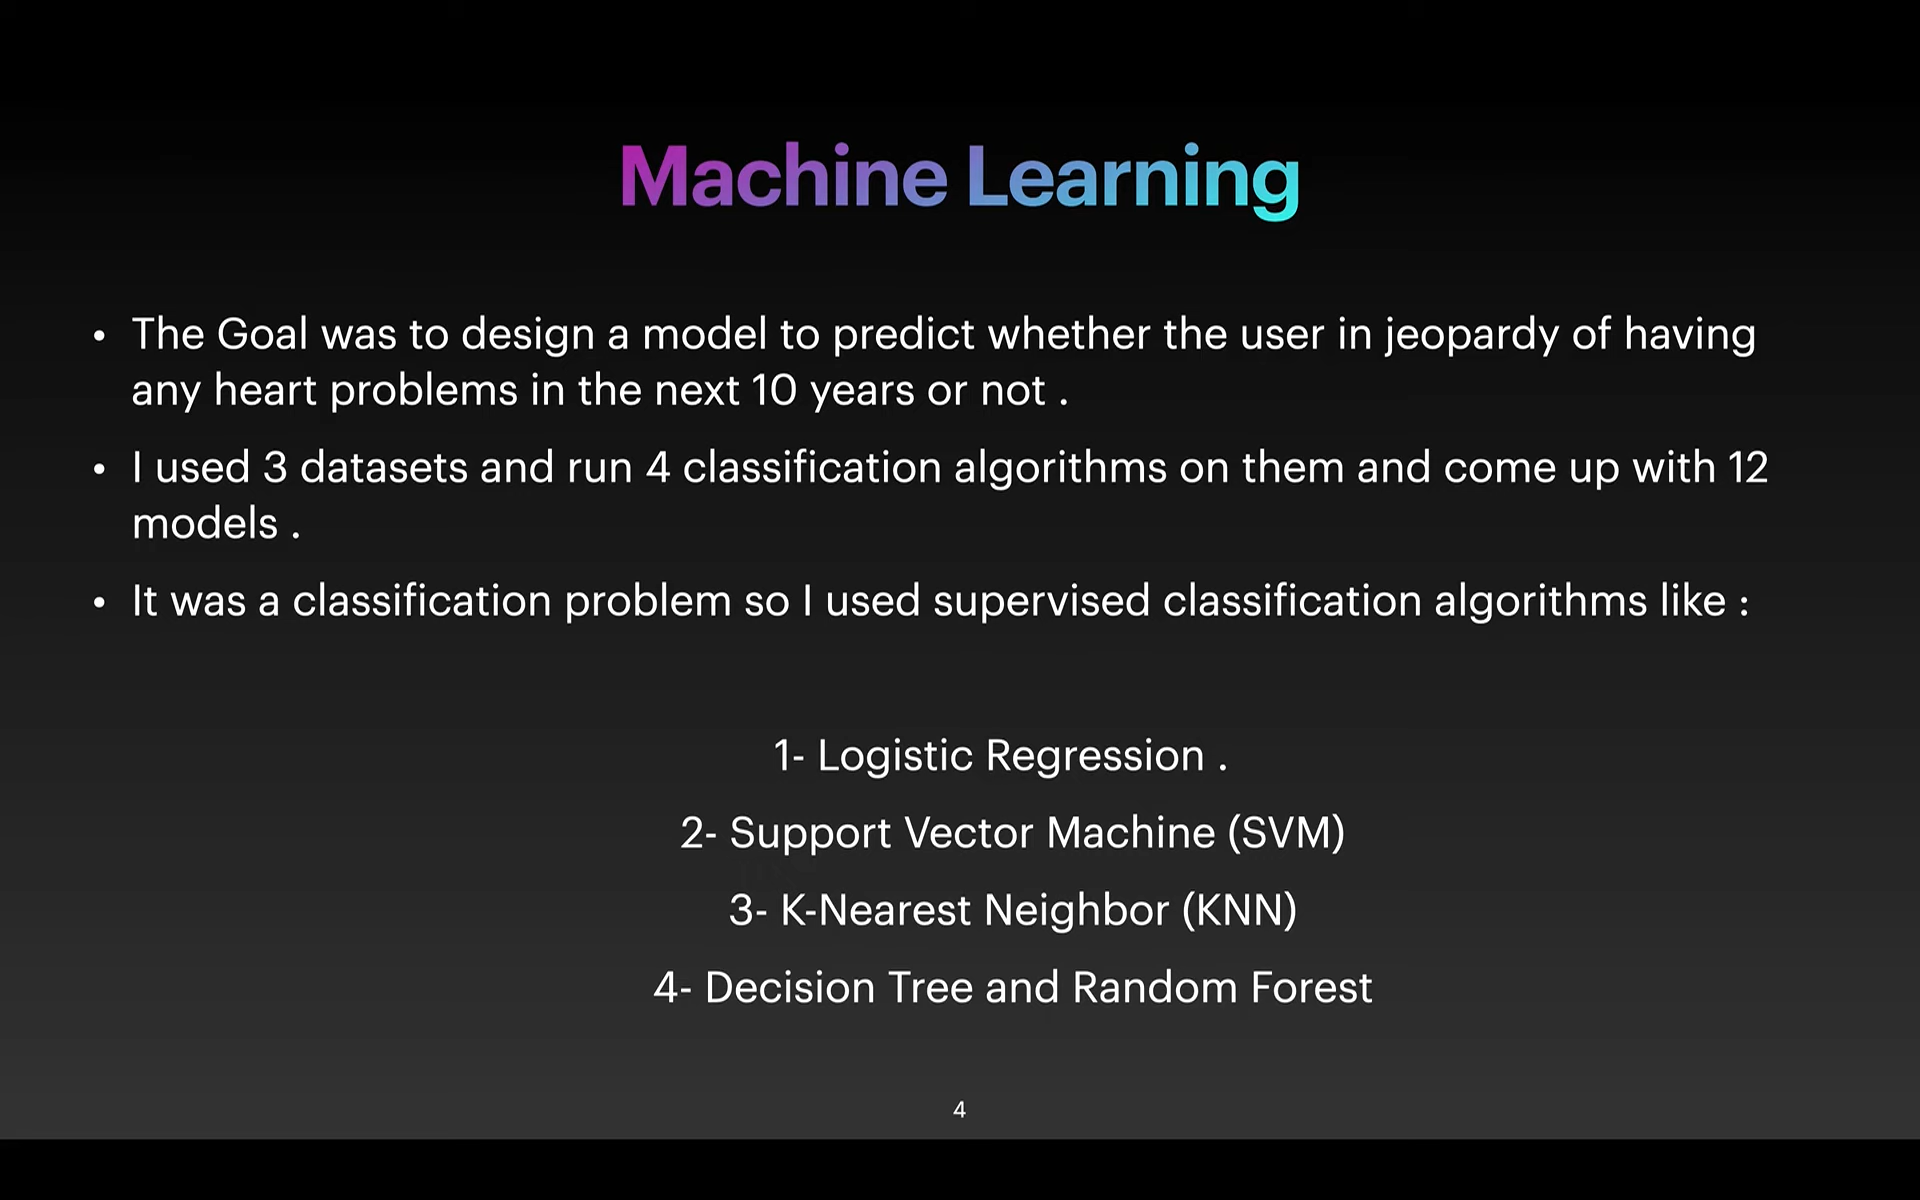 Machine Learning
• The Goal was to design a model to predict whether the user in jeopardy of having
any heart problems in the next 10 years or not .
• I used 3 datasets and run 4 classification algorithms on them and come up with 12
models .
• It was a classification problem so I used supervised classification algorithms like :
1- Logistic Regression .
2- Support Vector Machine (SVM)
3- K-Nearest Neighbor (KNN)
4- Decision Tree and Random Forest
4